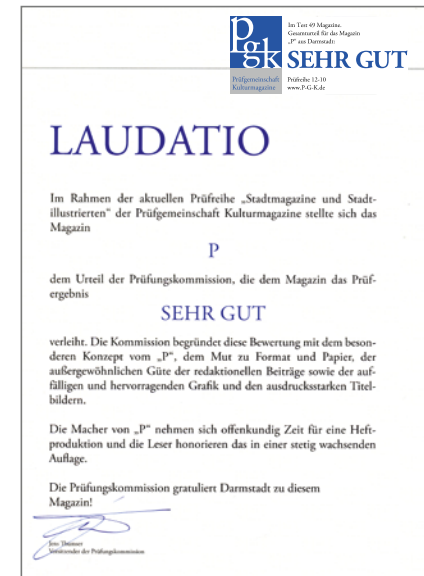 Pgk
Prüfgemeinschaft
Kulturmagazine
Im Test 49 Magazine.
Gesamturteil für das Magazin
„P" aus Darmstadt:
SEHR GUT
Prüfreihe 12-10
www.P-G-K.de
LAUDATIO
Im Rahmen der aktuellen Prüfreihe „Stadtmagazine und Stadt-
illustrierten" der Prüfgemeinschaft Kulturmagazine stellte sich das
Magazin
P
dem Urteil der Prüfungskommission, die dem Magazin das Prüf-
ergebnis
SEHR GUT
verleiht. Die Kommission begründet diese Bewertung mit dem beson-
deren Konzept vom „P", dem Mut zu Format und Papier, der
außergewöhnlichen Güte der redaktionellen Beiträge sowie der auf-
fälligen und hervorragenden Grafik und den ausdrucksstarken Titel-
bildern.
Die Macher von „P" nehmen sich offenkundig Zeit für eine Heft-
produktion und die Leser honorieren das in einer stetig wachsenden
Auflage.
Die Prüfungskommission gratuliert Darmstadt zu diesem
Magazin!
Jens
Vorsitzender der Prüfungskommission